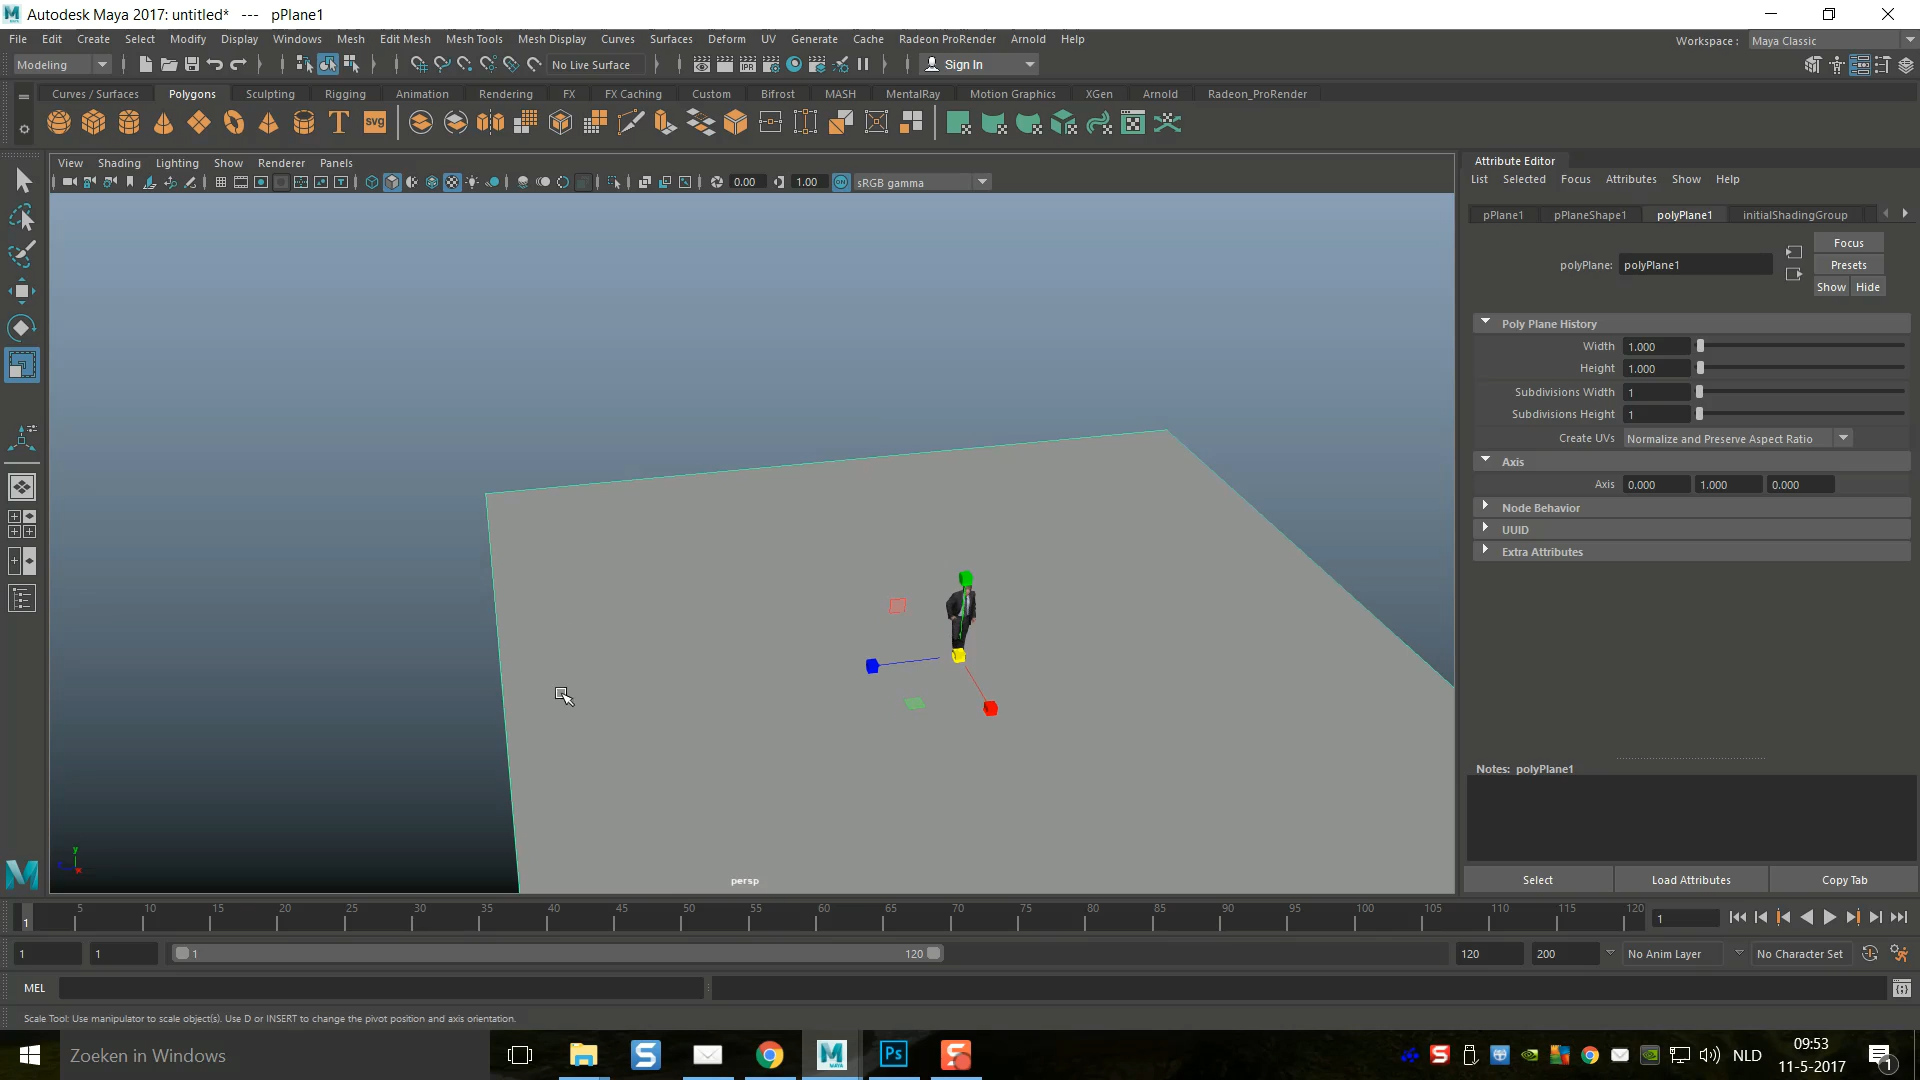 Autodesk Maya 2017: untitled* --- pPlane1
File Edit Create Select Modify Display Windows Mesh Edit Mesh Mesh Tools Mesh Display Curves Surfaces Deform UV Generate Cache Radeon ProRender Arnold Help
Workspace : Maya Classic
Modeling No Live Surface Sign In
Curves / Surfaces Polygons Sculpting Rigging Animation Rendering FX FX Caching Custom Bifrost MASH MentalRay Motion Graphics XGen Arnold Radeon_ProRender
T svg
View Shading Lighting Show Renderer Panels
0.00 1.00 sRGB gamma
Attribute Editor
List Selected Focus Attributes Show Help
pPlane1 pPlaneShape1 polyPlane1 initialShadingGroup
polyPlane: polyPlane1
Focus
Presets
Show Hide
Poly Plane History
Width 1.000
Height 1.000
Subdivisions Width 1
Subdivisions Height 1
Create UVs Normalize and Preserve Aspect Ratio
Axis
Axis 0.000 1.000 0.000
Node Behavior
UUID
Extra Attributes
Notes: polyPlane1
Select Load Attributes Copy Tab
y
persp
1 5 10 15 20 25 30 35 40 45 50 55 60 65 70 75 80 85 90 95 100 105 110 115 120 1
1 1 1 120 120 200 No Anim Layer No Character Set
MEL
Scale Tool: Use manipulator to scale object(s). Use D or INSERT to change the pivot position and axis orientation.
Zoeken in Windows
NLD
09:53
11-5-2017
1